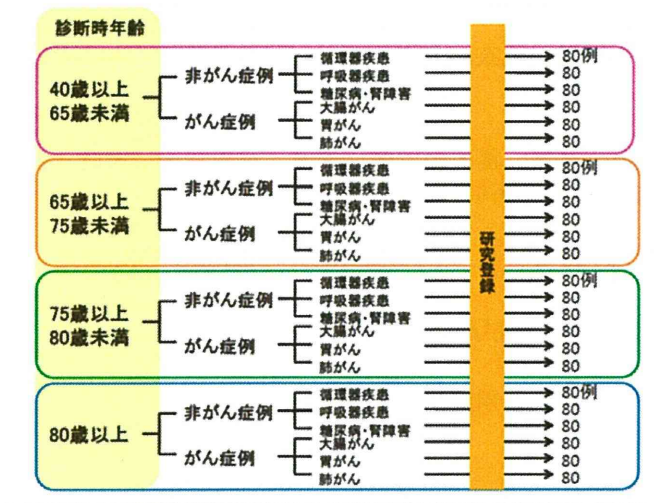 診断時年齢
40歳以上
65歳未満
非がん症例
がん症例
循環器疾患
呼吸器疾患
糖尿病・腎障害
大腸がん
胃がん
肺がん
80例
80
80
80
80
80
65歳以上
75歳未満
非がん症例
がん症例
循環器疾患
呼吸器疾患
糖尿病・腎障害
大腸がん
胃がん
肺がん
80例
80
80
80
80
80
研究登録
75歳以上
80歳未満
非がん症例
がん症例
循環器疾患
呼吸器疾患
糖尿病・腎障害
大腸がん
胃がん
肺がん
80例
80
80
80
80
80
80歳以上
非がん症例
がん症例
循環器疾患
呼吸器疾患
糖尿病・腎障害
大腸がん
胃がん
肺がん
80例
80
80
80
80
80